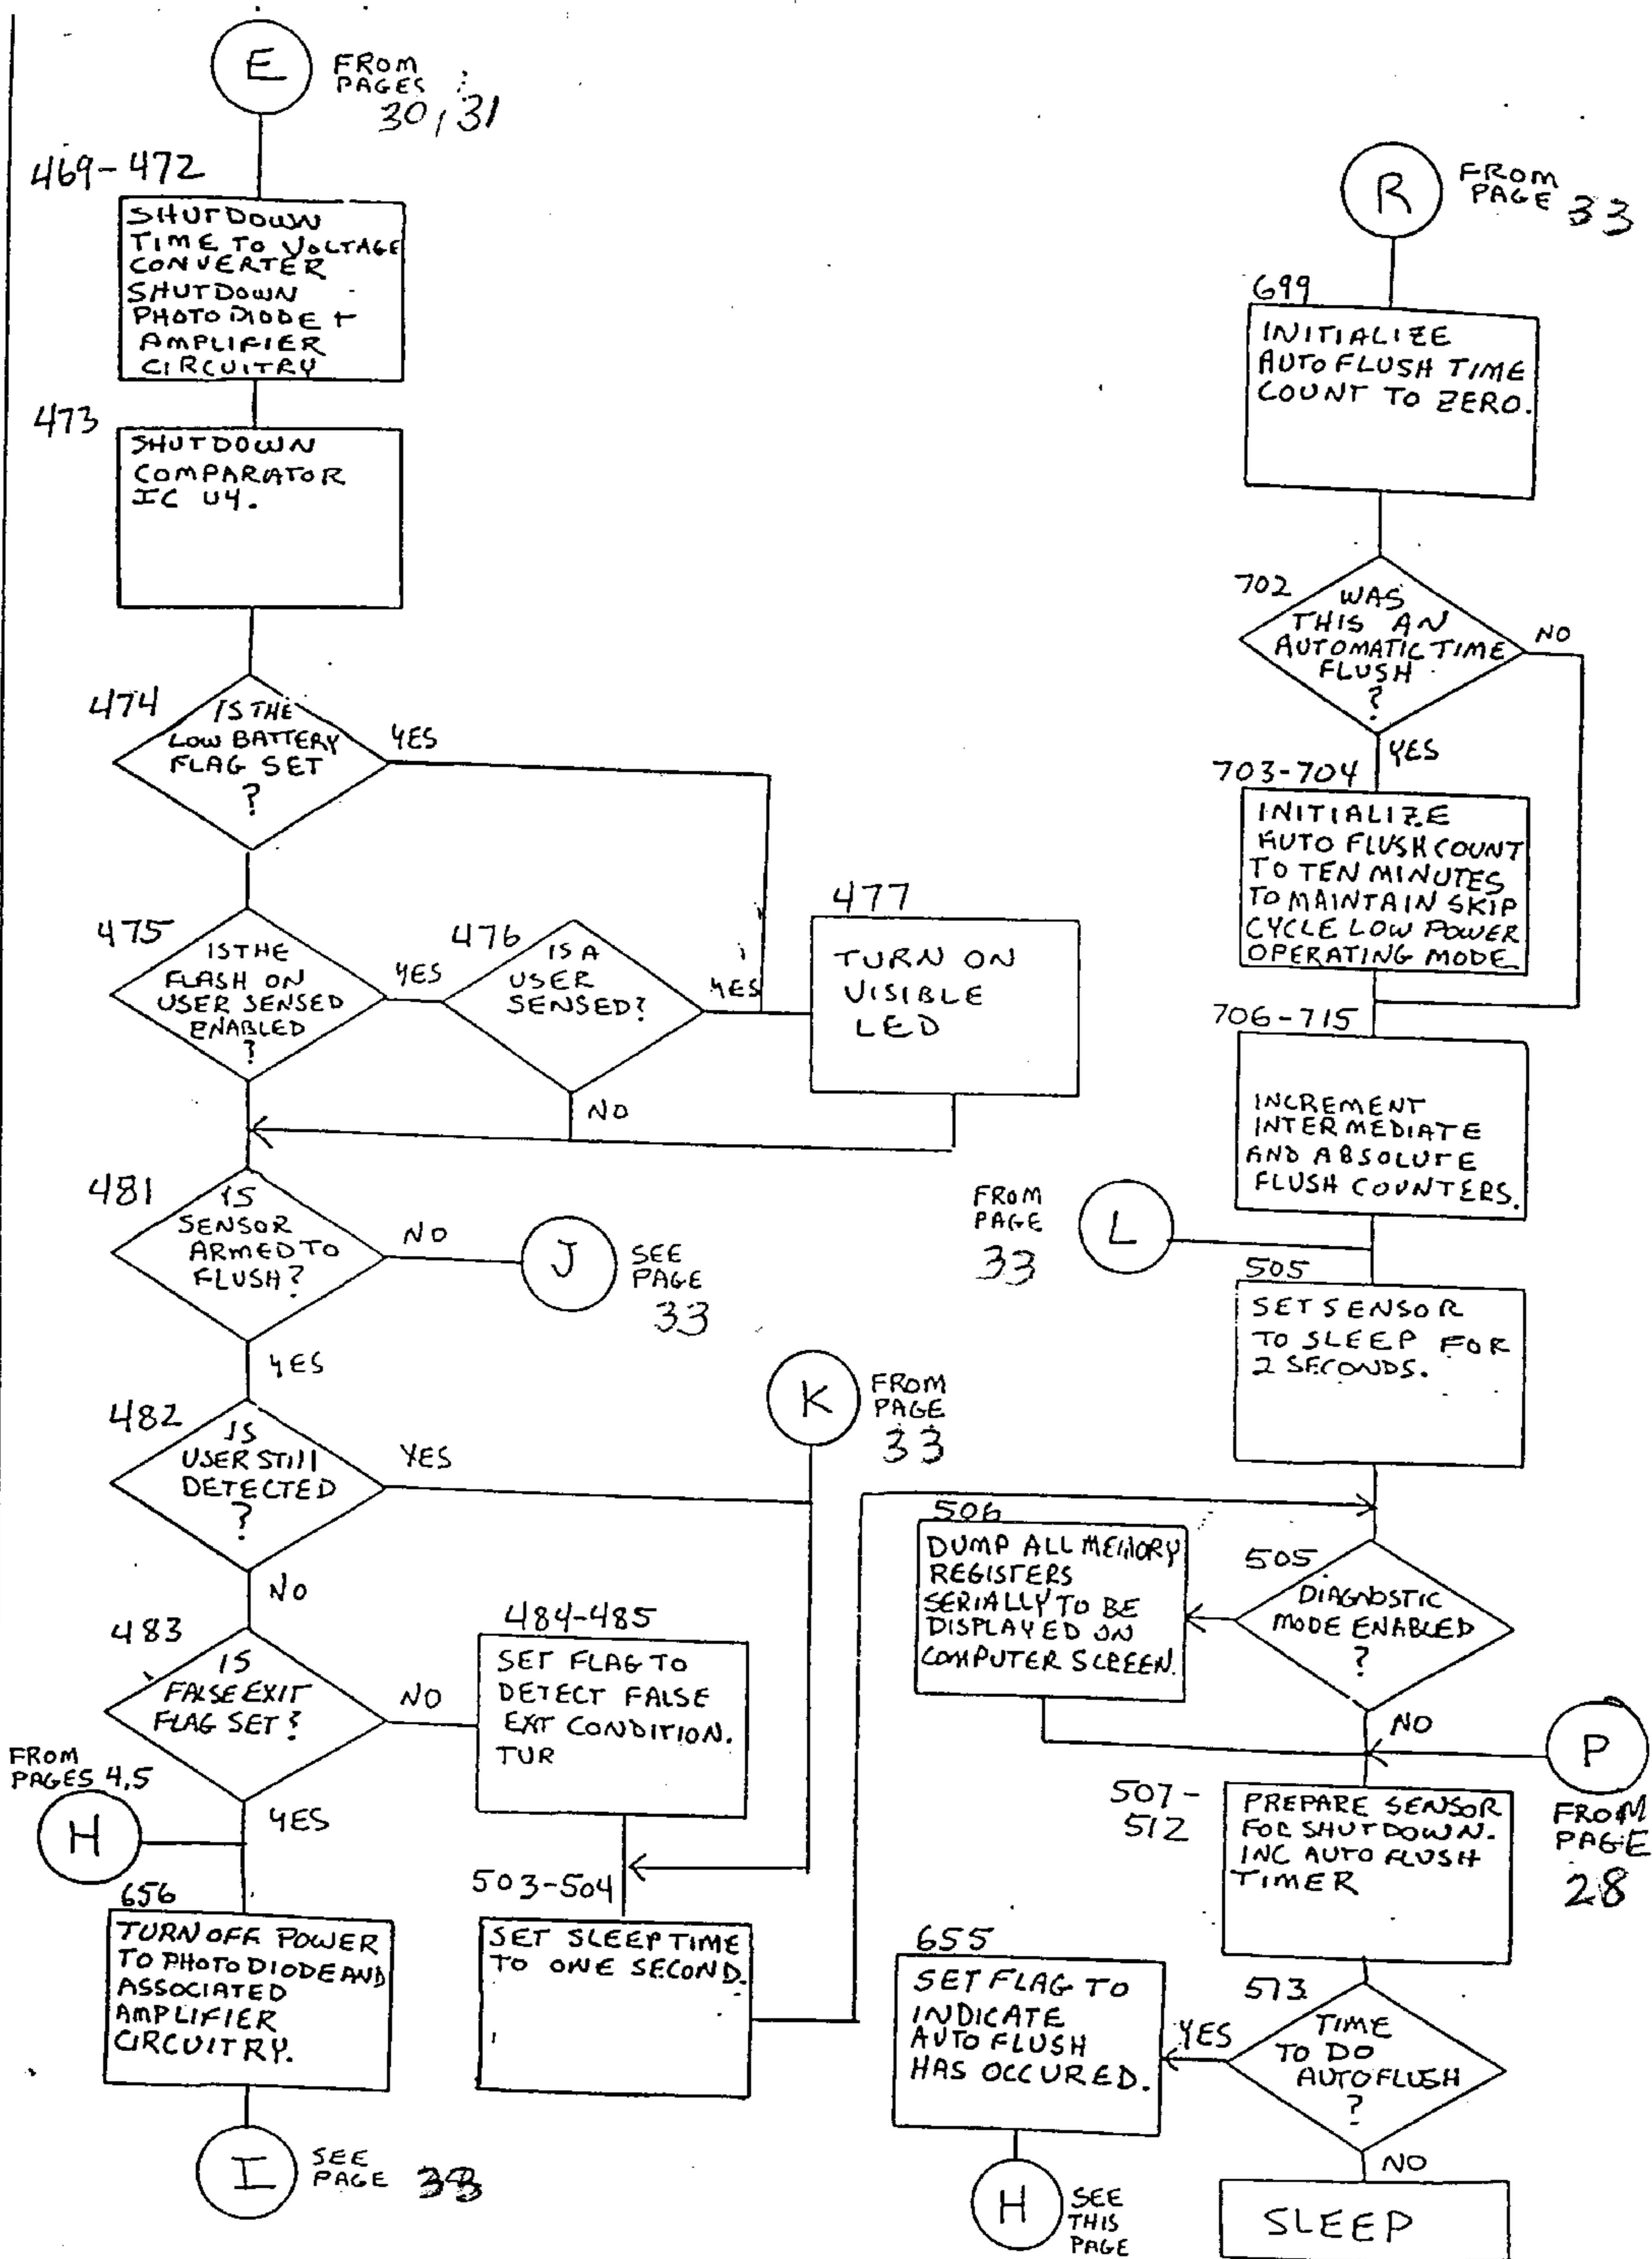 E
FROM
PAGES
30, 31
469-472
SHUTDOWN
TIME TO VOLTAGE
CONVERTER
SHUTDOWN
PHOTO DIODE +
AMPLIFIER
CIRCUITRY
473
SHUTDOWN
COMPARATOR
IC U4.
474
IS THE
LOW BATTERY
FLAG SET
?
YES
475
IS THE
FLASH ON
USER SENSED
ENABLED
?
YES
476
IS A
USER
SENSED?
YES
NO
477
TURN ON
VISIBLE
LED
481
IS
SENSOR
ARMED TO
FLUSH?
NO
J
SEE
PAGE
33
YES
482
IS
USER STILL
DETECTED
?
YES
K
FROM
PAGE
33
NO
483
IS
FALSE EXIT
FLAG SET?
NO
484-485
SET FLAG TO
DETECT FALSE
EXT CONDITION.
TUR
FROM
PAGES 4,5
H
YES
503-504
SET SLEEP TIME
TO ONE SECOND.
656
TURN OFF POWER
TO PHOTO DIODE AND
ASSOCIATED
AMPLIFIER
CIRCUITRY.
I
SEE
PAGE
R
FROM
PAGE 33
699
INITIALIZE
AUTO FLUSH TIME
COUNT TO ZERO.
702
WAS
THIS AN
AUTOMATIC TIME
FLUSH
?
NO
YES
703-704
INITIALIZE
AUTO FLUSH COUNT
TO TEN MINUTES
TO MAINTAIN SKIP
CYCLE LOW POWER
OPERATING MODE
706-715
INCREMENT
INTERMEDIATE
AND ABSOLUTE
FLUSH COUNTERS.
FROM
PAGE
33
L
505
SET SENSOR
TO SLEEP FOR
2 SECONDS.
506
DUMP ALL MEMORY
REGISTERS
SERIALLY TO BE
DISPLAYED ON
COMPUTER SCREEN.
505
DIAGNOSTIC
MODE ENABLED
?
NO
P
FROM
PAGE
28
507-
512
PREPARE SENSOR
FOR SHUTDOWN.
INC AUTO FLUSH
TIMER
513
TIME
TO DO
AUTOFLUSH
?
YES
655
SET FLAG TO
INDICATE
AUTO FLUSH
HAS OCCURED.
H
SEE
THIS
PAGE
NO
SLEEP